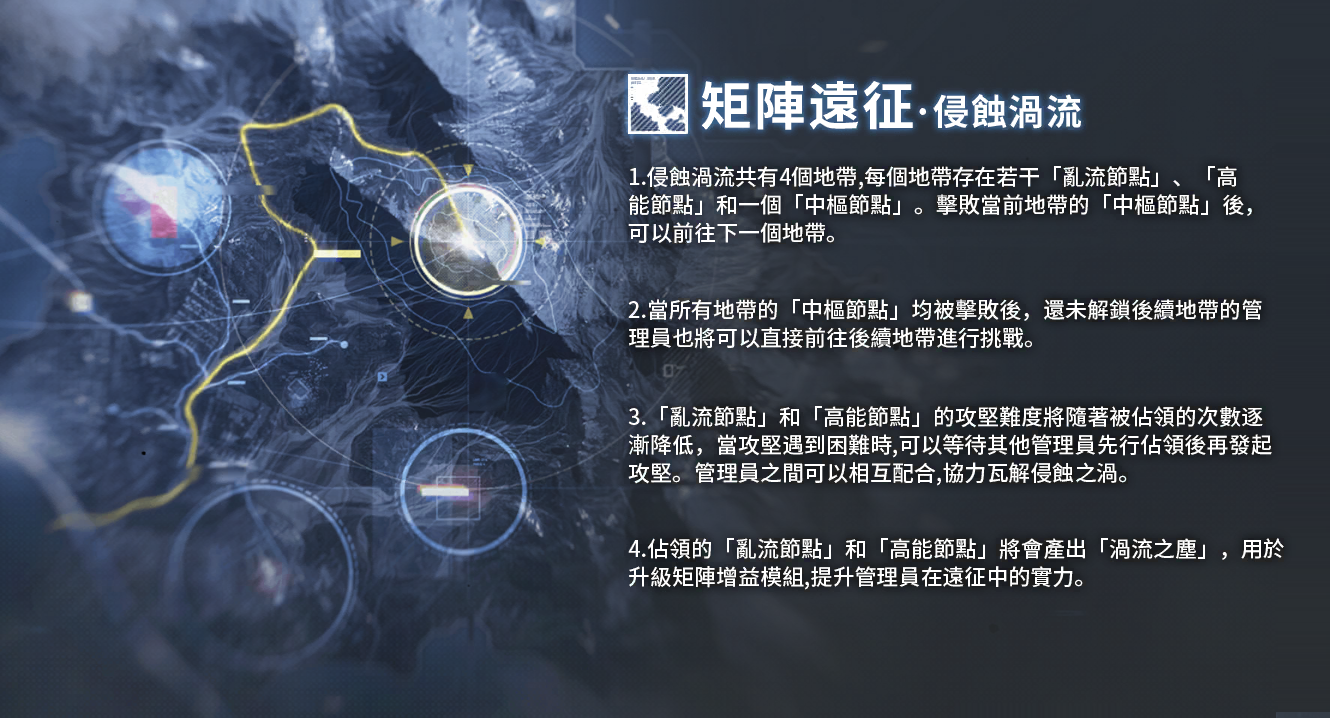 矩陣遠征·侵蝕渦流
1.侵蝕渦流共有4個地帶,每個地帶存在若干「亂流節點」、「高
能節點」和一個「中樞節點」。擊敗當前地帶的「中樞節點」後，
可以前往下一個地帶。
2.當所有地帶的「中樞節點」均被擊敗後，還未解鎖後續地帶的管
理員也將可以直接前往後續地帶進行挑戰。
3.「亂流節點」和「高能節點」的攻堅難度將隨著被佔領的次數逐
漸降低，當攻堅遇到困難時,可以等待其他管理員先行佔領後再發起
攻堅。管理員之間可以相互配合,協力瓦解侵蝕之渦。
4.佔領的「亂流節點」和「高能節點」將會產出「渦流之塵」，用於
升級矩陣增益模組,提升管理員在遠征中的實力。